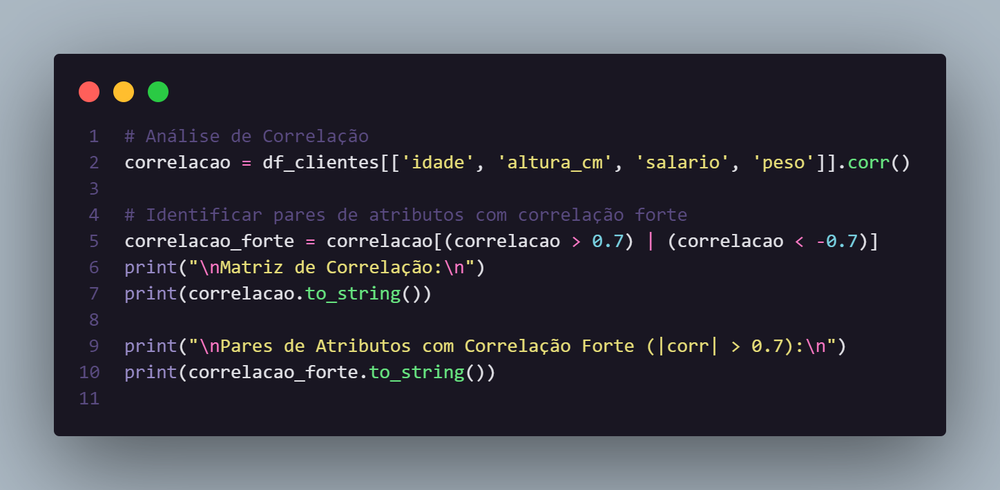 1 # Análise de Correlação
2 correlacao = df_clientes[['idade', 'altura_cm', 'salario', 'peso']].corr()
3
4 # Identificar pares de atributos com correlação forte
5 correlacao_forte = correlacao[(correlacao > 0.7) | (correlacao < -0.7)]
6 print("\nMatriz de Correlação:\n")
7 print(correlacao.to_string())
8
9 print("\nPares de Atributos com Correlação Forte (|corr| > 0.7):\n")
10 print(correlacao_forte.to_string())
11